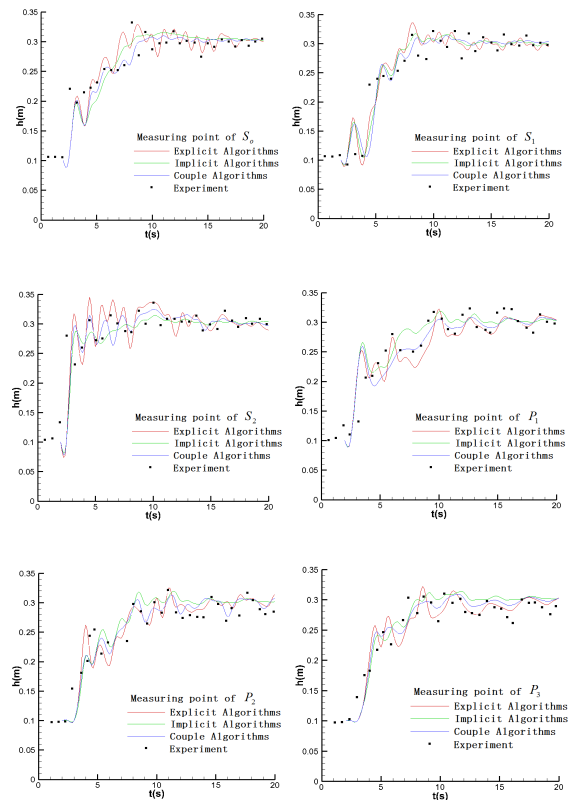 0.35
0.3
0.25
0.2
0.15
0.1
0.05
0
h(m)
Measuring point of S₀
Explicit Algorithms
Implicit Algorithms
Couple Algorithms
Experiment
0 5 10 15 20
t(s)
0.35
0.3
0.25
0.2
0.15
0.1
0.05
0
h(m)
Measuring point of S₁
Explicit Algorithms
Implicit Algorithms
Couple Algorithms
Experiment
0 5 10 15 20
t(s)
0.35
0.3
0.25
0.2
0.15
0.1
0.05
0
h(m)
Measuring point of S₂
Explicit Algorithms
Implicit Algorithms
Couple Algorithms
Experiment
0 5 10 15 20
t(s)
0.35
0.3
0.25
0.2
0.15
0.1
0.05
0
h(m)
Measuring point of P₁
Explicit Algorithms
Implicit Algorithms
Couple Algorithms
Experiment
0 5 10 15 20
t(s)
0.35
0.3
0.25
0.2
0.15
0.1
0.05
0
h(m)
Measuring point of P₂
Explicit Algorithms
Implicit Algorithms
Couple Algorithms
Experiment
0 5 10 15 20
t(s)
0.35
0.3
0.25
0.2
0.15
0.1
0.05
0
h(m)
Measuring point of P₃
Explicit Algorithms
Implicit Algorithms
Couple Algorithms
Experiment
0 5 10 15 20
t(s)